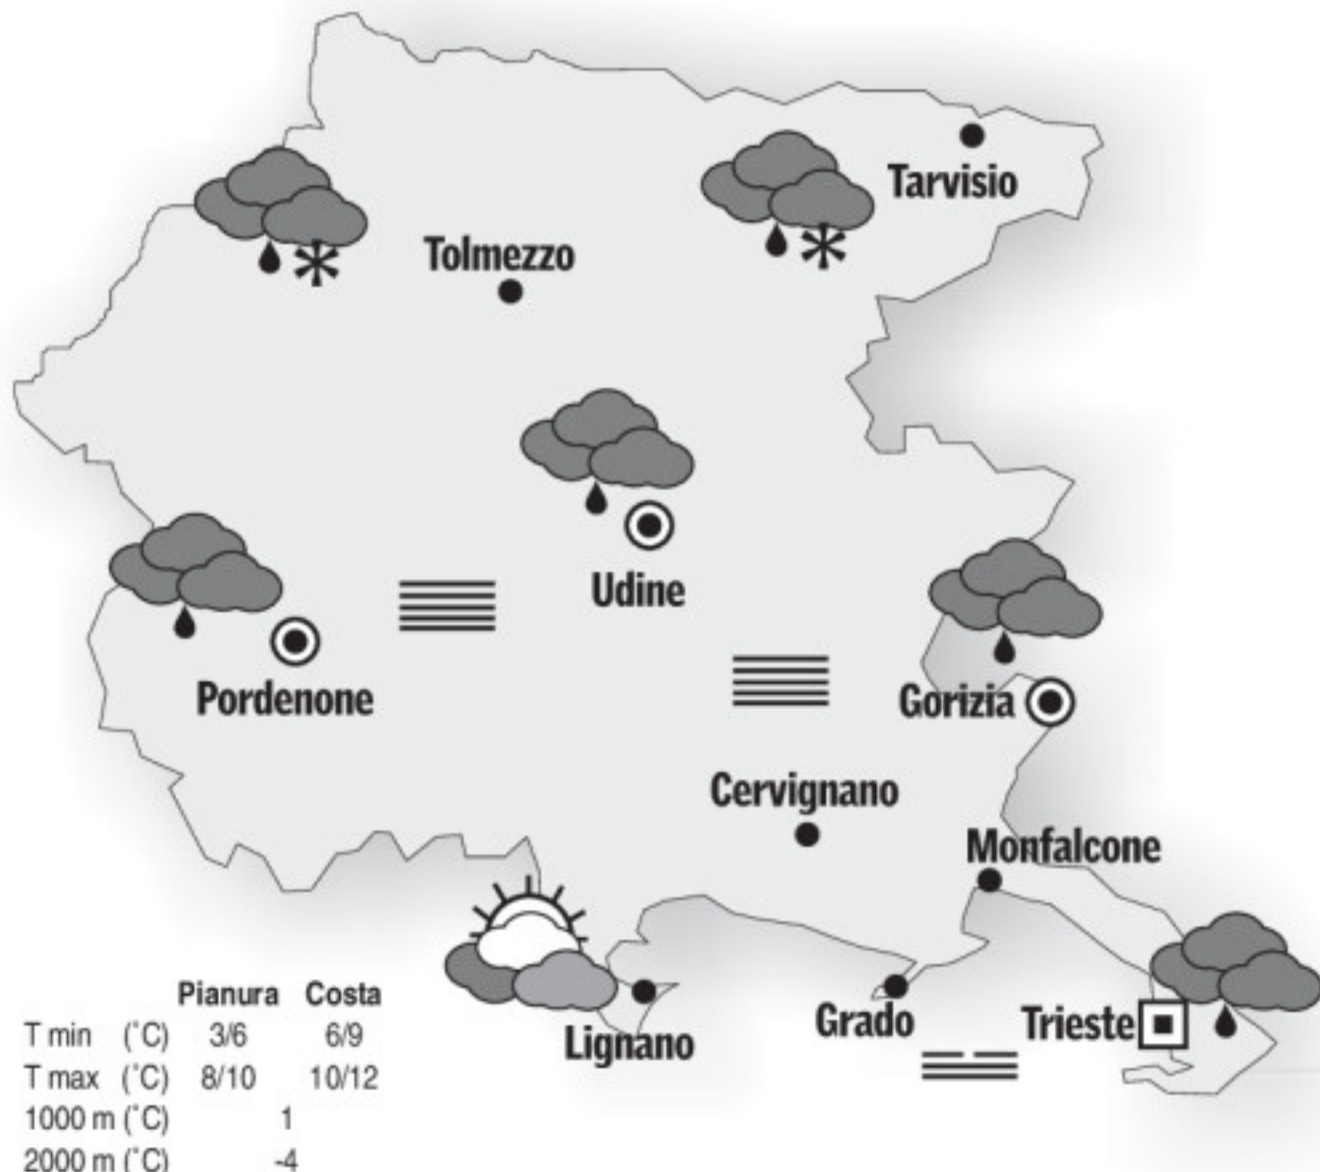 Tarvisio
Tolmezzo
Udine
Pordenone
Gorizia
Cervignano
Monfalcone
Lignano
Grado
Trieste
Pianura Costa
T min (°C) 3/6 6/9
T max (°C) 8/10 10/12
1000 m (°C) 1
2000 m (°C) -4